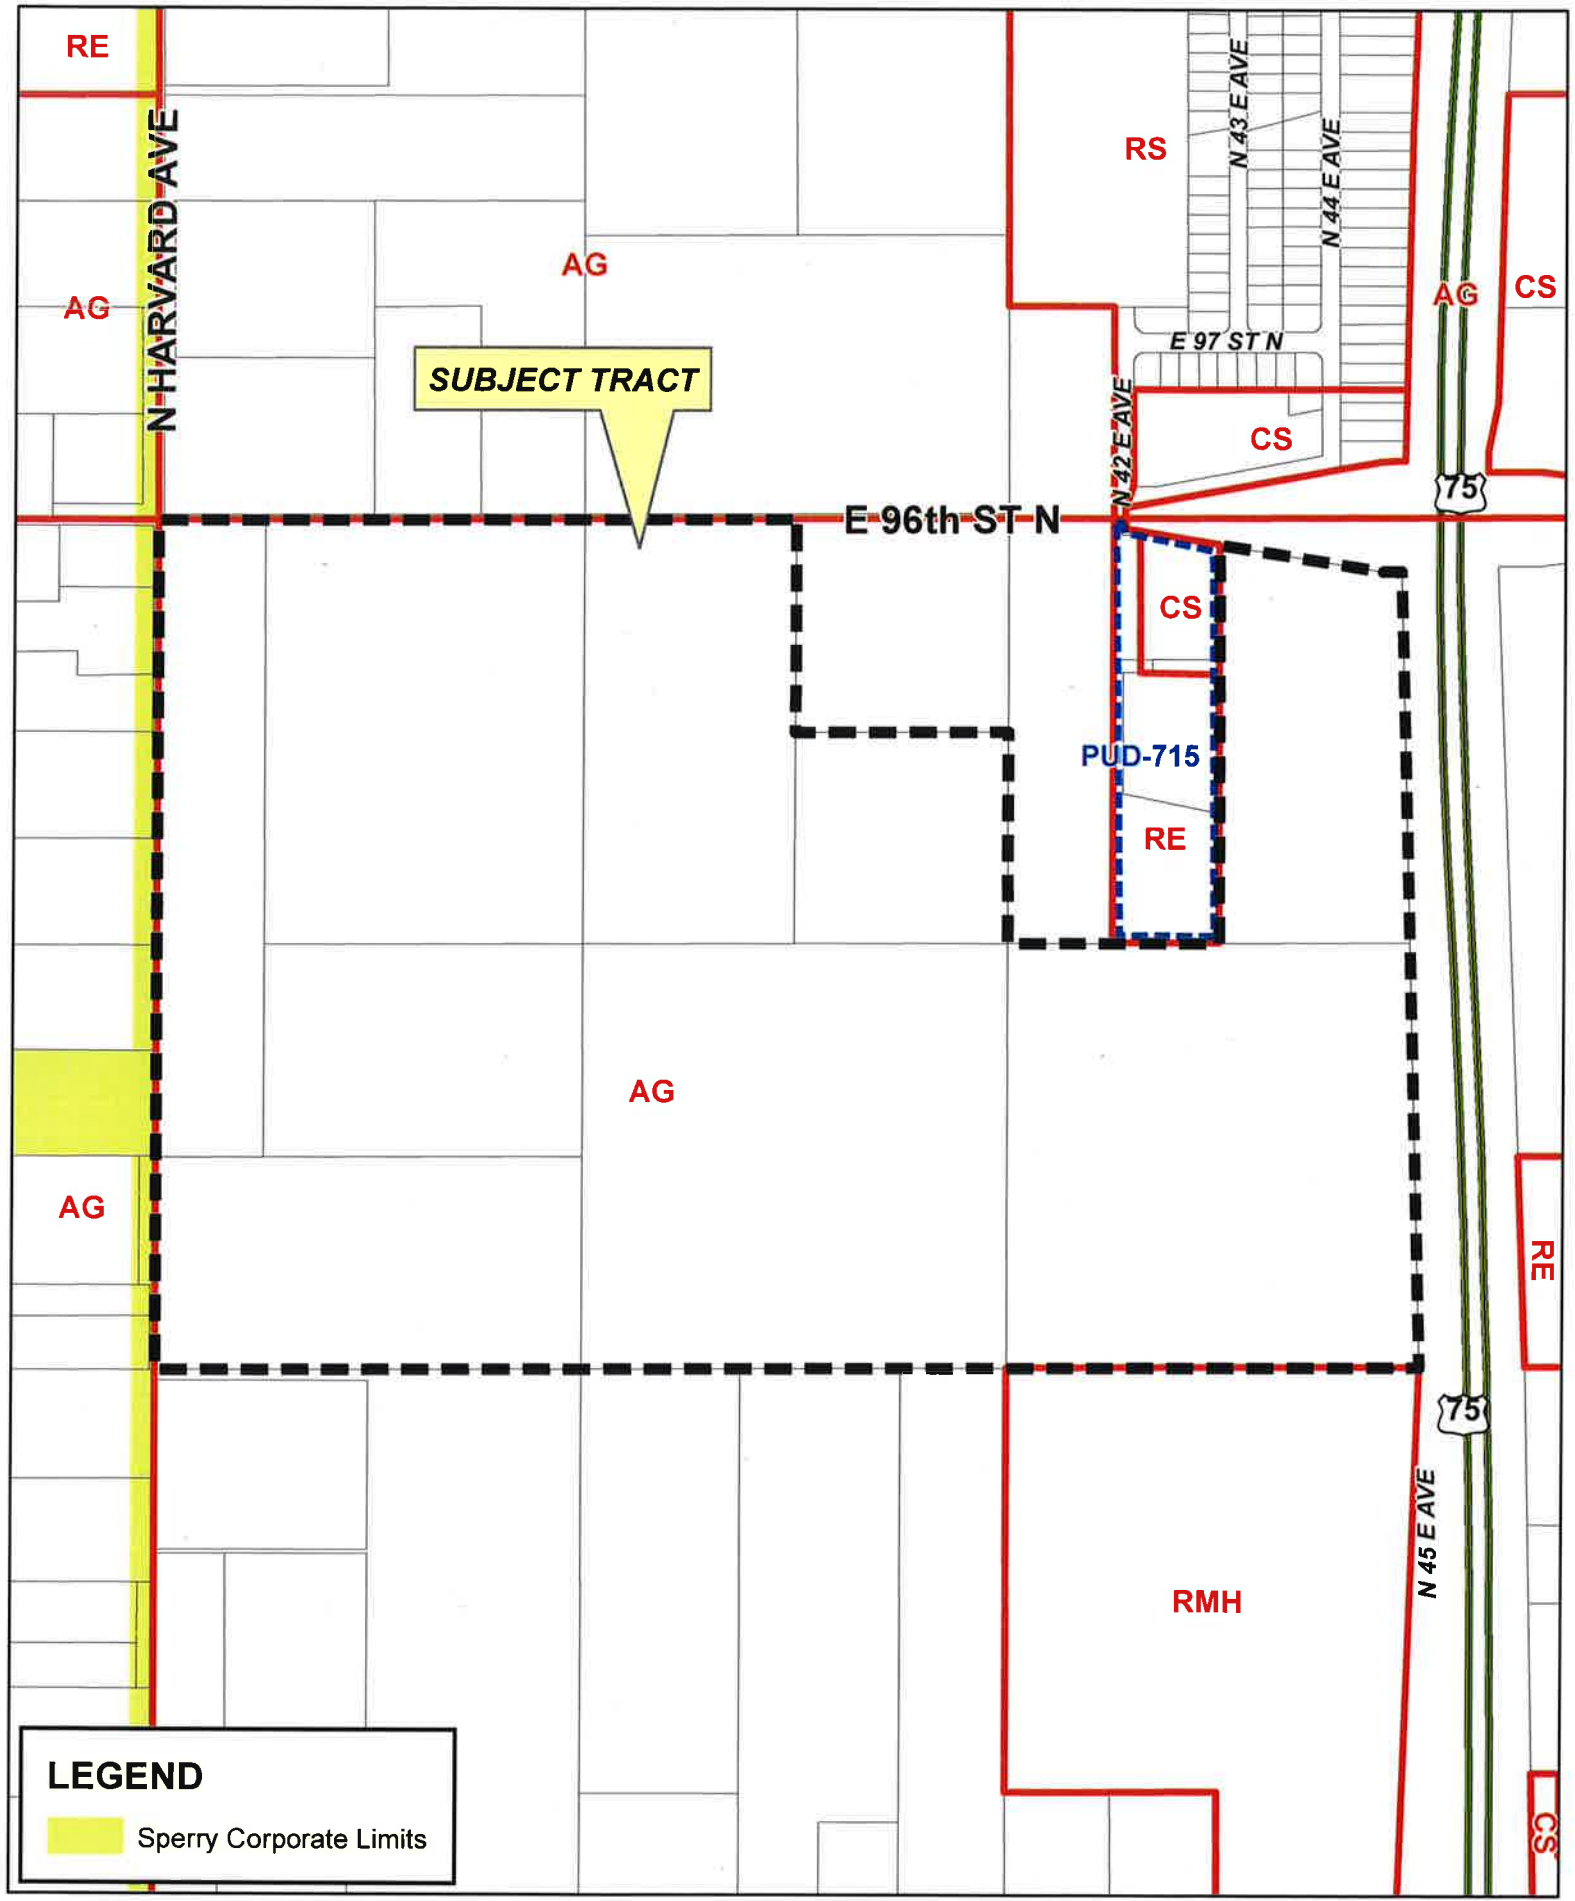 RE
N HARVARD AVE
N 43 E AVE
RS
N 44 E AVE
AG
AG
AG
CS
E 97 ST N
SUBJECT TRACT
N 42 E AVE
CS
75
E 96th ST N
CS
PUD-715
RE
AG
AG
RE
75
N 45 E AVE
RMH
LEGEND
Sperry Corporate Limits
CS